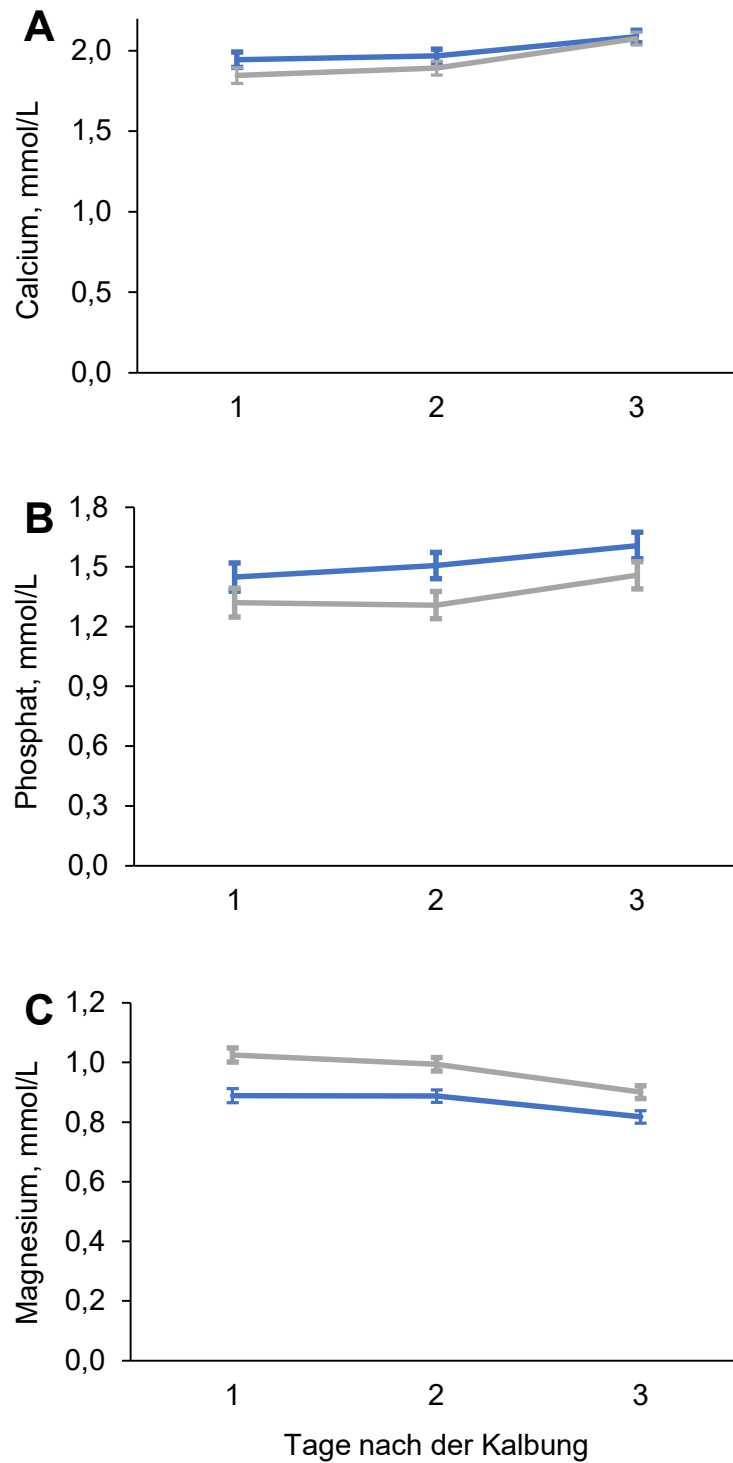 A
Calcium, mmol/L
2,0
1,5
1,0
0,5
0,0
1 2 3
B
Phosphat, mmol/L
1,8
1,5
1,2
0,9
0,6
0,3
0,0
1 2 3
C
Magnesium, mmol/L
1,2
1,0
0,8
0,6
0,4
0,2
0,0
1 2 3
Tage nach der Kalbung